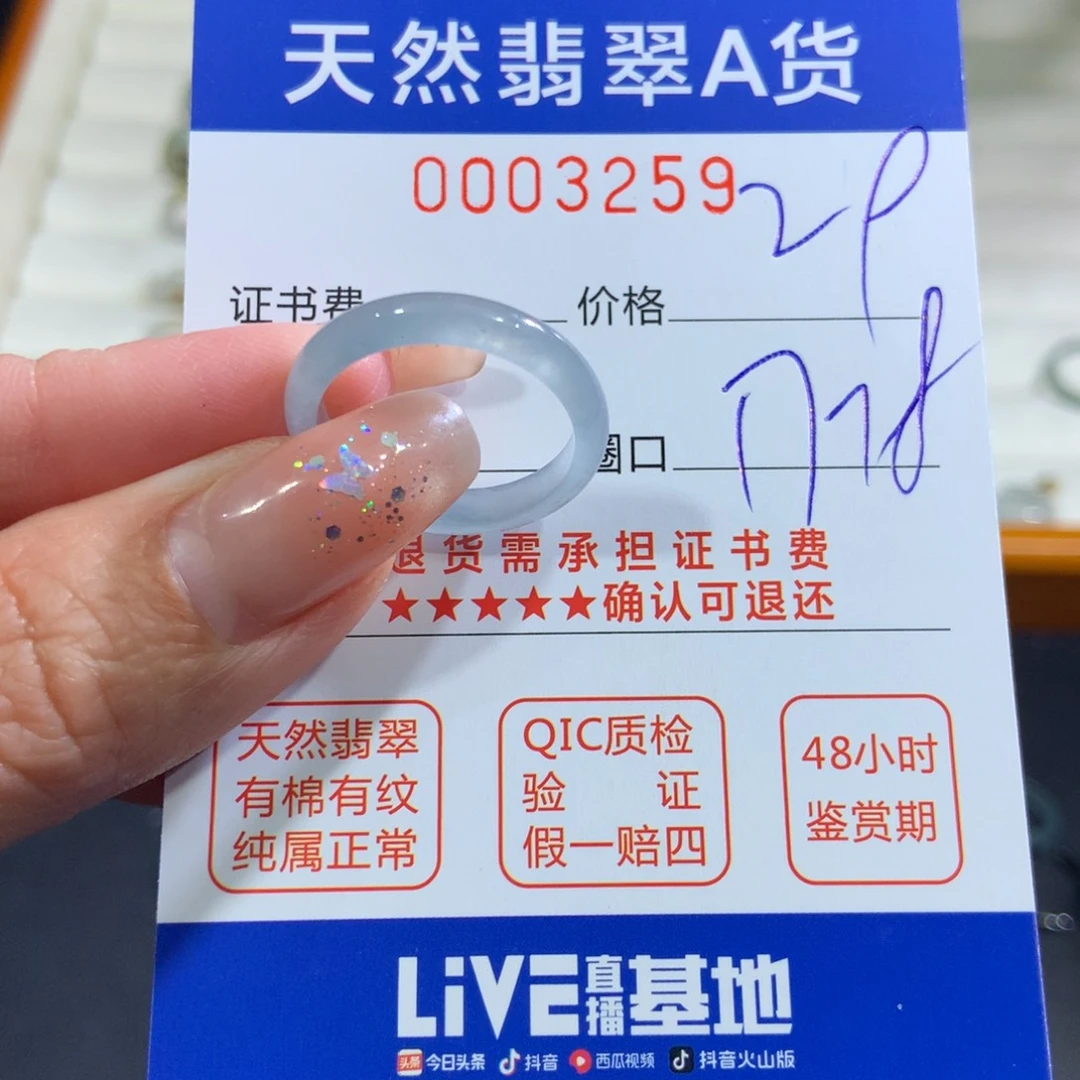 天然翡翠A货
0003259
证书费 价格
圈口
退货需承担证书费
★★★★★确认可退还
天然翡翠
有棉有纹
纯属正常
QIC质检
验 证
假一赔四
48小时
鉴赏期
LiVE直播基地
头条 今日头条 抖音 西瓜视频 抖音火山版